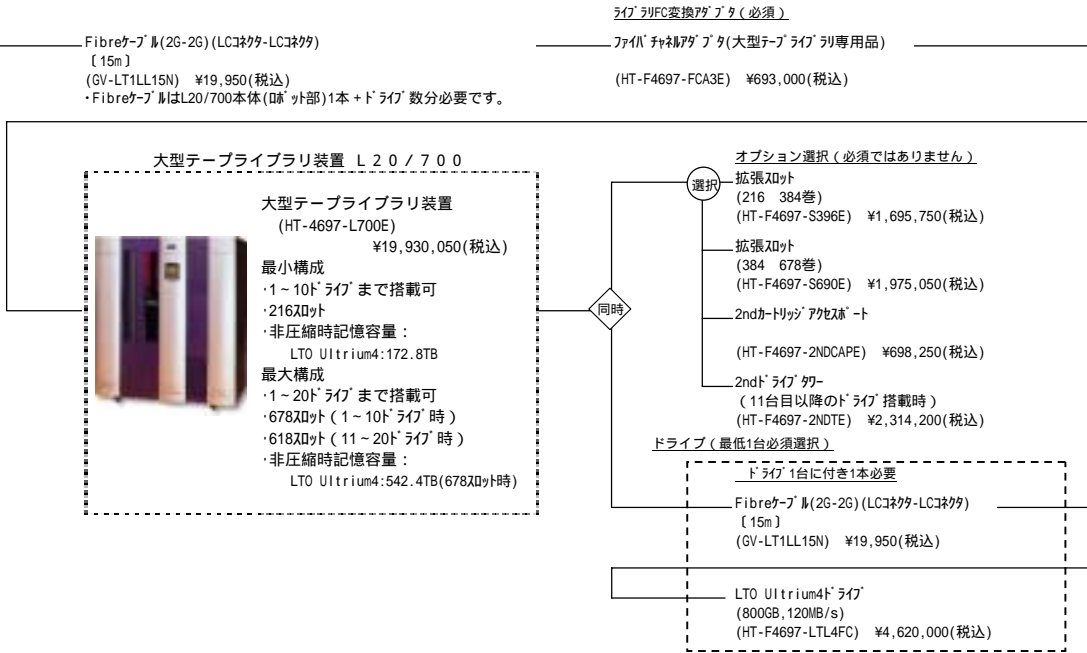 ライブラリFC変換アダプタ(必須)
Fibreケーブル(2G-2G)(LCコネクタ-LCコネクタ)
〔15m〕
(GV-LT1LL15N) ¥19,950(税込)
・Fibreケーブルは L20/700本体(ロボット部)1本+ドライブ数分必要です。
ファイバチャネルアダプタ(大型テープライブラリ専用品)
(HT-F4697-FCA3E) ¥693,000(税込)
大型テープライブラリ装置 L20/700
大型テープライブラリ装置
(HT-4697-L700E)
¥19,930,050(税込)
最小構成
・1~10ドライブまで搭載可
・216スロット
・非圧縮時記憶容量:
LTO Ultrium4:172.8TB
最大構成
・1~20ドライブまで搭載可
・678スロット(1~10ドライブ時)
・618スロット(11~20ドライブ時)
・非圧縮時記憶容量:
LTO Ultrium4:542.4TB(678スロット時)
同時
オプション選択(必須ではありません)
選択
拡張スロット
(216 384巻)
(HT-F4697-S396E) ¥1,695,750(税込)
拡張スロット
(384 678巻)
(HT-F4697-S690E) ¥1,975,050(税込)
2ndカートリッジアクセスポート
(HT-F4697-2NDCAPE) ¥698,250(税込)
2ndドライブタワー
(11台目以降のドライブ搭載時)
(HT-F4697-2NDTE) ¥2,314,200(税込)
ドライブ(最低1台必須選択)
ドライブ1台に付き1本必要
Fibreケーブル(2G-2G)(LCコネクタ-LCコネクタ)
〔15m〕
(GV-LT1LL15N) ¥19,950(税込)
LTO Ultrium4ドライブ
(800GB,120MB/s)
(HT-F4697-LTL4FC) ¥4,620,000(税込)